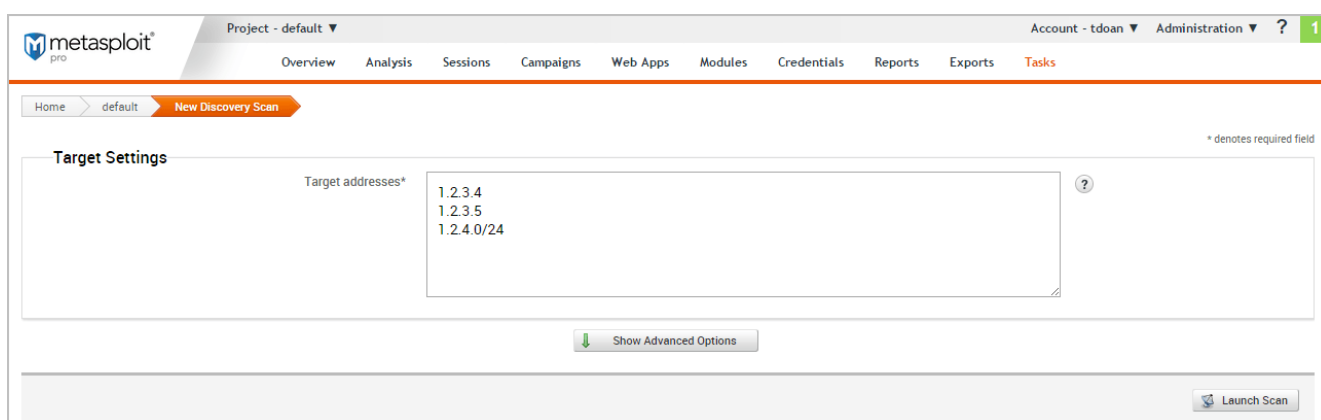 Project - default ▼ Account - tdoan ▼ Administration ▼ ? 1
metasploit®
pro
Overview Analysis Sessions Campaigns Web Apps Modules Credentials Reports Exports Tasks
Home default New Discovery Scan
* denotes required field
Target Settings
Target addresses* 1.2.3.4 ?
1.2.3.5
1.2.4.0/24
Show Advanced Options
Launch Scan